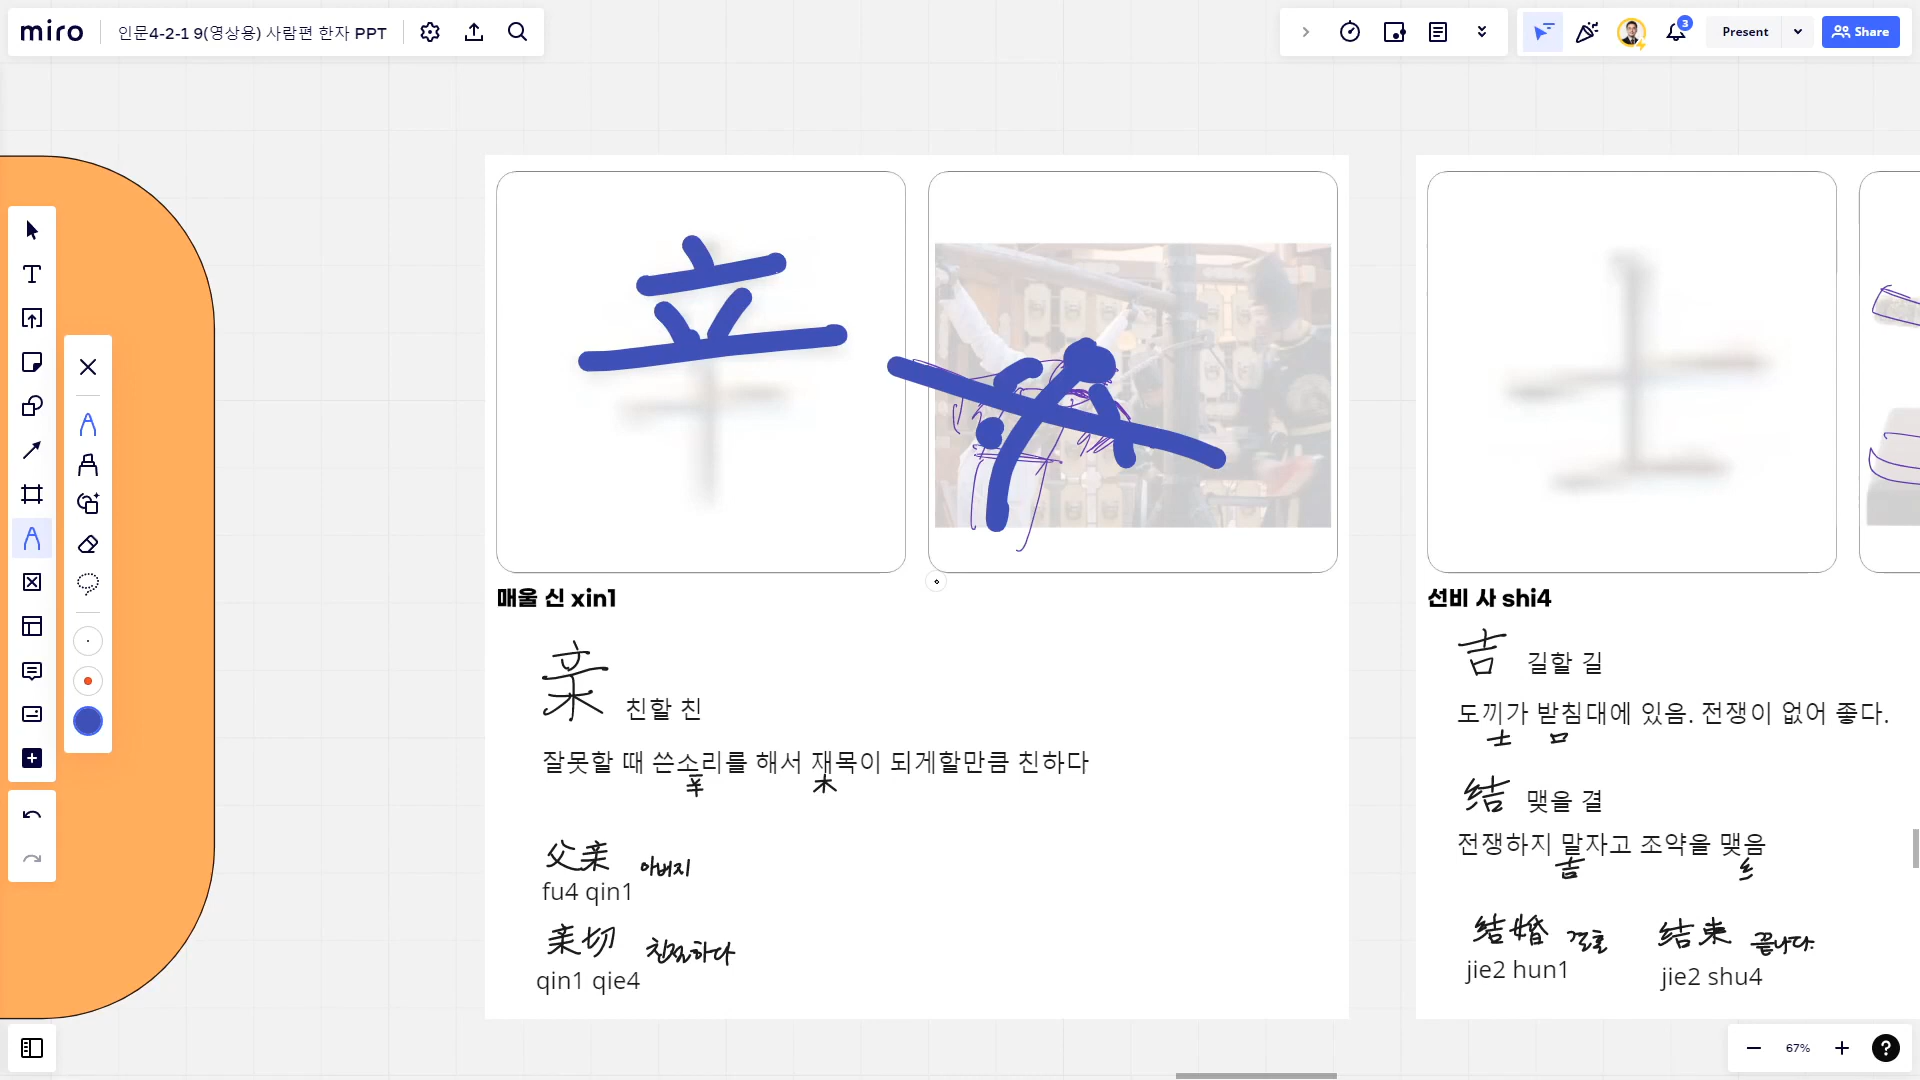 miro 인문4-2-1 9(영상용) 사람편 한자 PPT
3 Present Share
辛
士
매울 신 xin1
亲 친할 친
잘못할 때 쓴소리를 해서 재목이 되게할만큼 친하다
木
父亲 아버지
fu4 qin1
亲切 친절하다
qin1 qie4
선비 사 shi4
吉 길할 길
도끼가 받침대에 있음. 전쟁이 없어 좋다.
士 口
结 맺을 결
전쟁하지 말자고 조약을 맺음
吉 纟
结婚 결혼 结束 끝나다.
jie2 hun1 jie2 shu4
67%